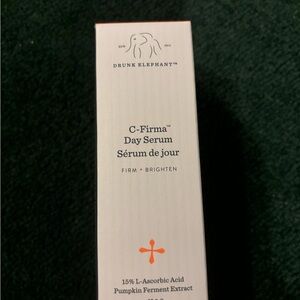 DRUNK ELEPHANT™
C-Firma™
Day Serum
Sérum de jour
FIRM + BRIGHTEN
15% L-Ascorbic Acid
Pumpkin Ferment Extract